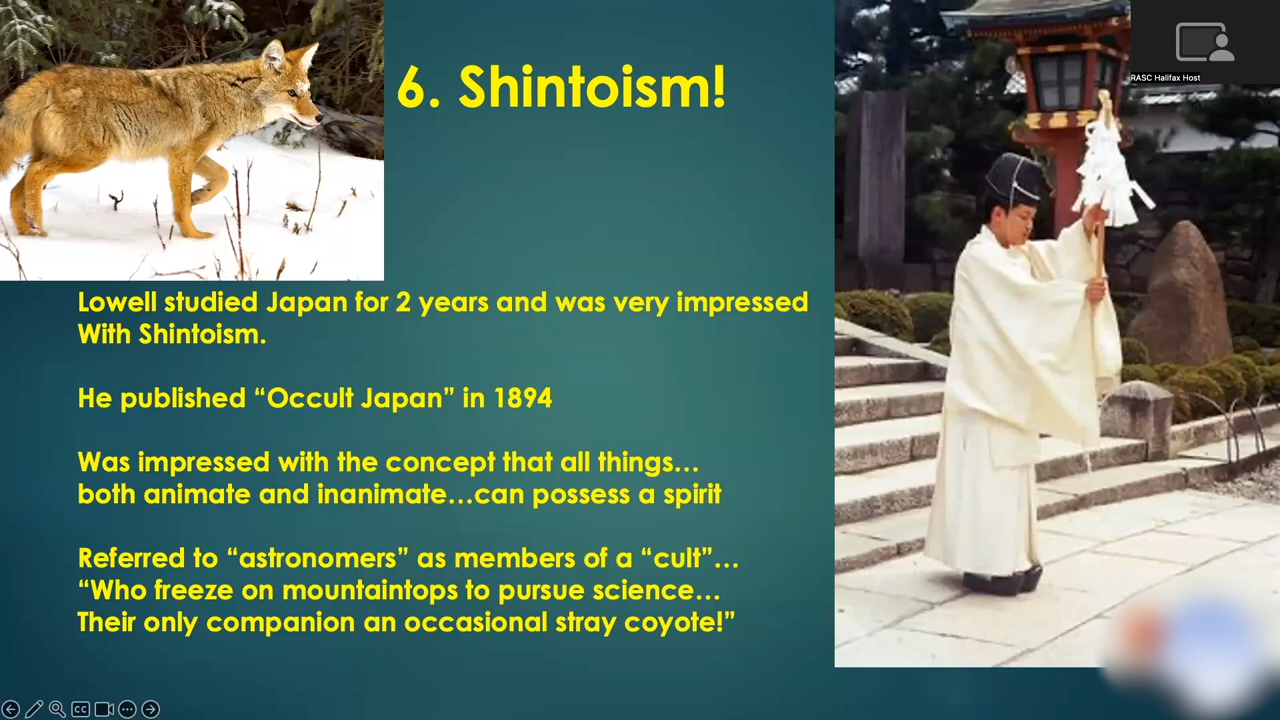 6. Shintoism!
RASC Halifax Host
Lowell studied Japan for 2 years and was very impressed
With Shintoism.
He published “Occult Japan” in 1894
Was impressed with the concept that all things…
both animate and inanimate…can possess a spirit
Referred to “astronomers” as members of a “cult”…
“Who freeze on mountaintops to pursue science…
Their only companion an occasional stray coyote!”
CC